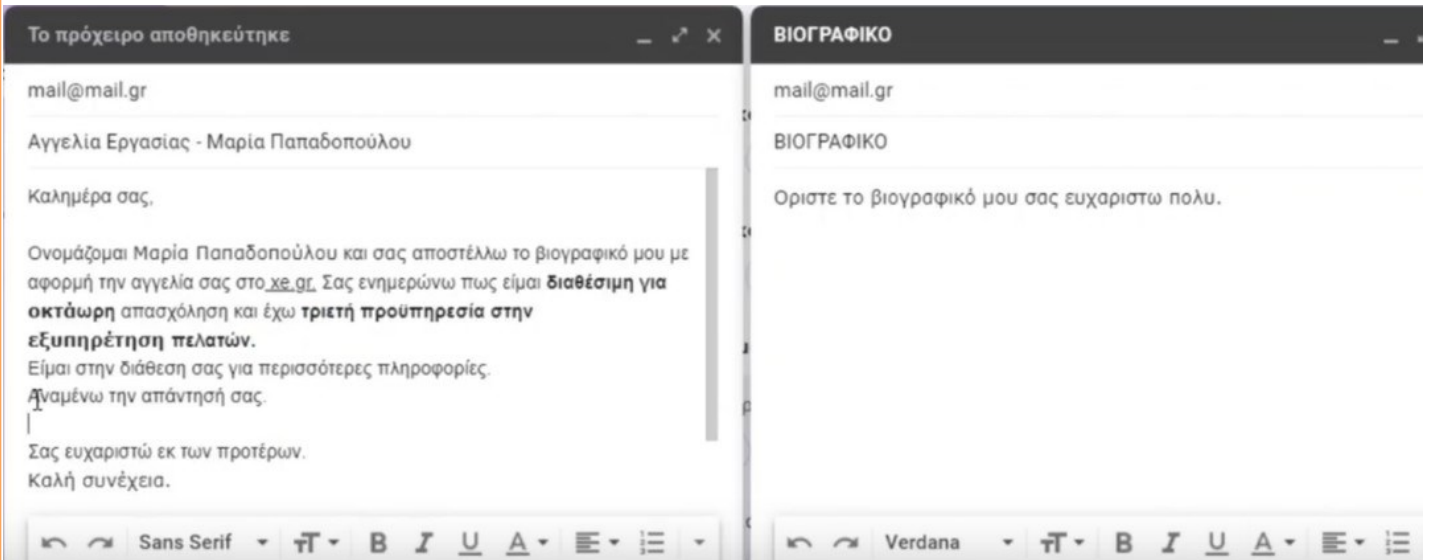 Το πρόχειρο αποθηκεύτηκε
mail@mail.gr
Αγγελία Εργασίας - Μαρία Παπαδοπούλου
Καλημέρα σας,
Ονομάζομαι Μαρία Παπαδοπούλου και σας αποστέλλω το βιογραφικό μου με
αφορμή την αγγελία σας στο xe.gr. Σας ενημερώνω πως είμαι διαθέσιμη για
οκτάωρη απασχόληση και έχω τριετή προϋπηρεσία στην
εξυπηρέτηση πελατών.
Είμαι στην διάθεση σας για περισσότερες πληροφορίες.
Αναμένω την απάντησή σας.
Σας ευχαριστώ εκ των προτέρων.
Καλή συνέχεια.
Sans Serif
ΒΙΟΓΡΑΦΙΚΟ
mail@mail.gr
ΒΙΟΓΡΑΦΙΚΟ
Οριστε το βιογραφικό μου σας ευχαριστω πολυ.
Verdana